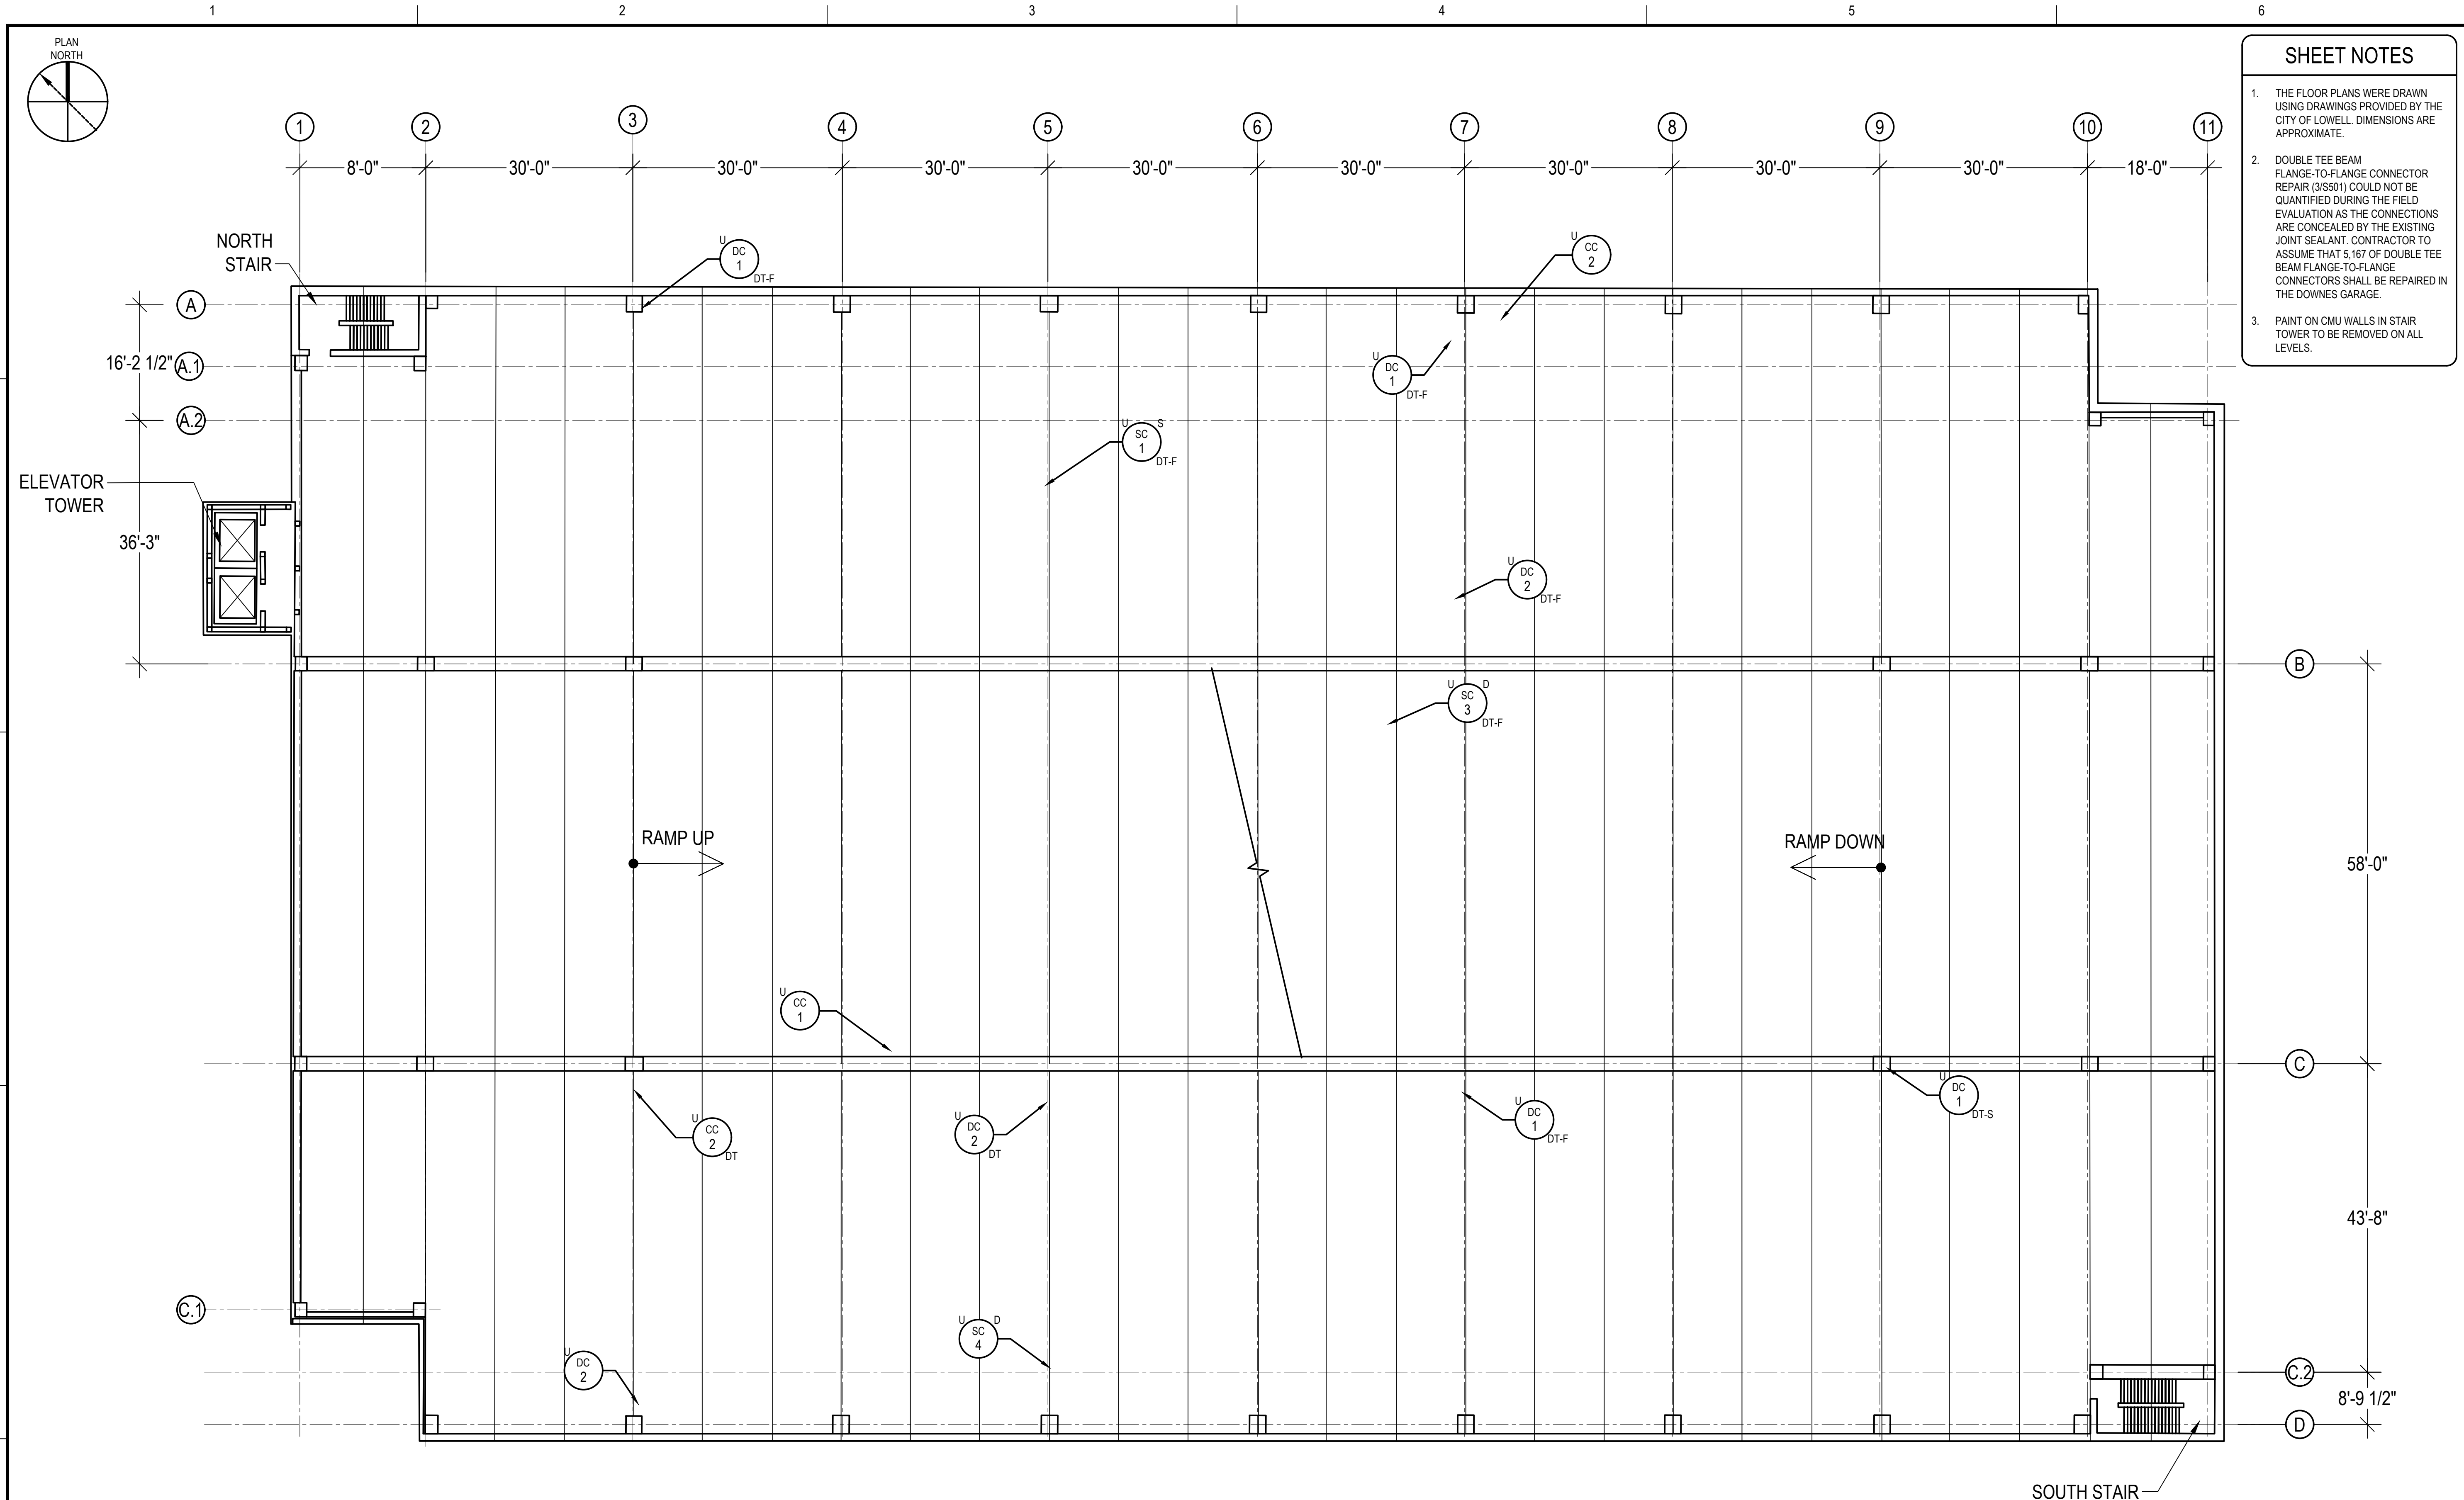 1 2 3 4 5 6
PLAN
NORTH
SHEET NOTES
1. THE FLOOR PLANS WERE DRAWN
USING DRAWINGS PROVIDED BY THE
CITY OF LOWELL. DIMENSIONS ARE
APPROXIMATE.
2. DOUBLE TEE BEAM
FLANGE-TO-FLANGE CONNECTOR
REPAIR (3/S501) COULD NOT BE
QUANTIFIED DURING THE FIELD
EVALUATION AS THE CONNECTIONS
ARE CONCEALED BY THE EXISTING
JOINT SEALANT. CONTRACTOR TO
ASSUME THAT 5,167 OF DOUBLE TEE
BEAM FLANGE-TO-FLANGE
CONNECTORS SHALL BE REPAIRED IN
THE DOWNES GARAGE.
3. PAINT ON CMU WALLS IN STAIR
TOWER TO BE REMOVED ON ALL
LEVELS.
1 2 3 4 5 6 7 8 9 10 11
8'-0" 30'-0" 30'-0" 30'-0" 30'-0" 30'-0" 30'-0" 30'-0" 30'-0" 18'-0"
NORTH
STAIR
U
DC
1
DT-F
U
CC
2
A
16'-2 1/2"
A.1
U
DC
1
DT-F
A.2
U S
SC
1
DT-F
ELEVATOR
TOWER
36'-3"
U
DC
2
DT-F
B
U D
SC
3
DT-F
RAMP UP
RAMP DOWN
58'-0"
U
CC
1
C
U
DC
1
DT-S
U
CC
2
DT
U
DC
2
DT
U
DC
1
DT-F
43'-8"
C.1
U D
SC
4
U
DC
2
C.2
8'-9 1/2"
D
SOUTH STAIR